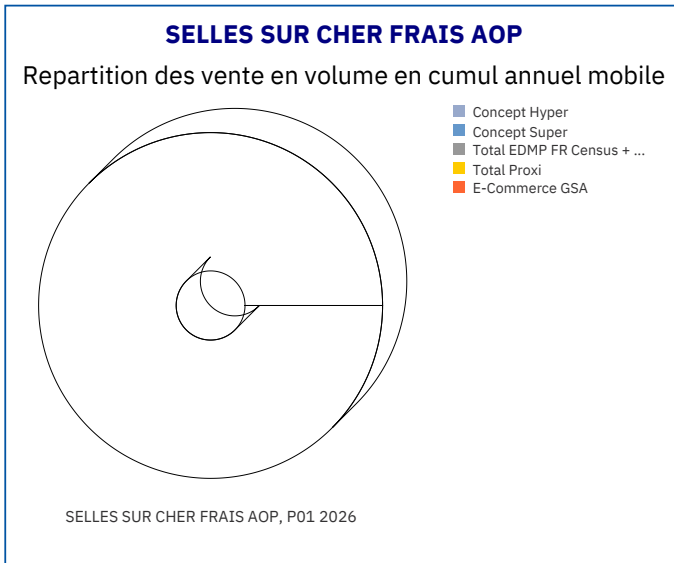 SELLES SUR CHER FRAIS AOP
Repartition des vente en volume en cumul annuel mobile
Concept Hyper
Concept Super
Total EDMP FR Census + ...
Total Proxi
E-Commerce GSA
SELLES SUR CHER FRAIS AOP, P01 2026